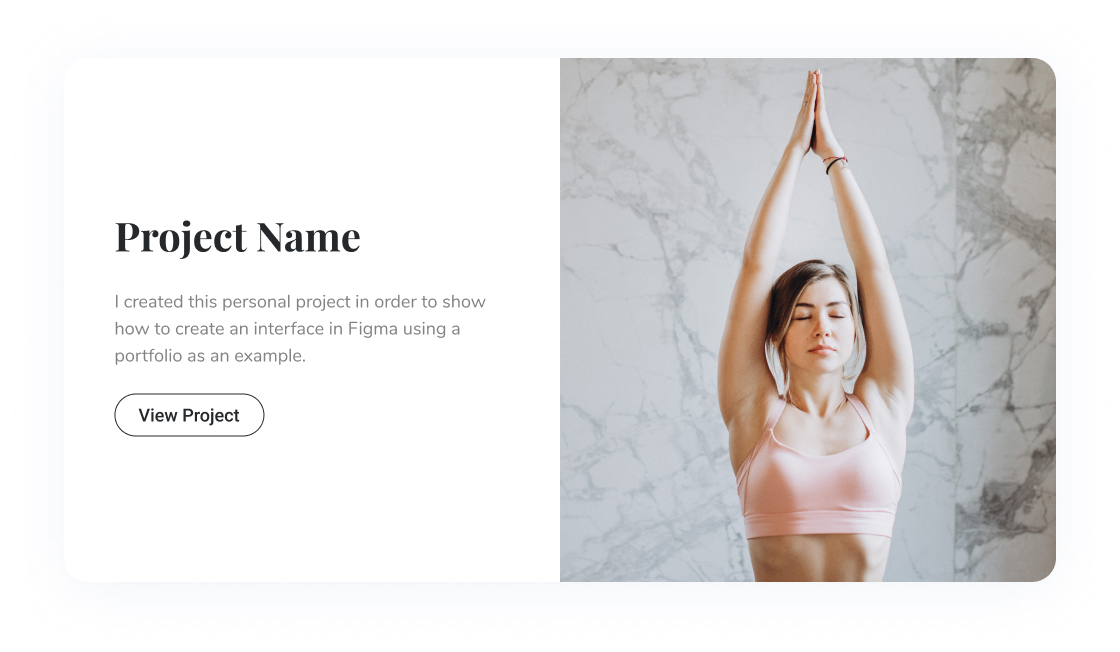 Project Name
I created this personal project in order to show
how to create an interface in Figma using a
portfolio as an example.
View Project